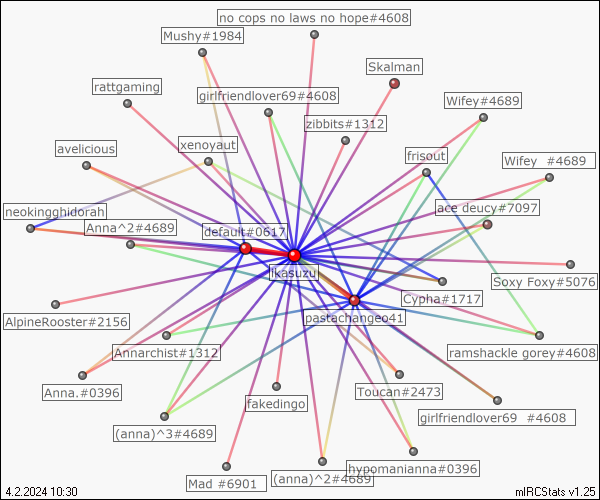 no cops no laws no hope#4608
Mushy#1984
Skalman
rattgaming
girlfriendlover69#4608
Wifey#4689
zibbits#1312
avelicious
xenoyaut
frisout
Wifey   #4689
neokingghidorah
ace deucy#7097
Anna^2#4689
default#0617
ikasuzu
Soxy Foxy#5076
Cypha#1717
AlpineRooster#2156
pastachangeo41
Annarchist#1312
ramshackle gorey#4608
Anna.#0396
Toucan#2473
fakedingo
girlfriendlover69   #4608
(anna)^3#4689
hypomanianna#0396
Mad #6901
(anna)^2#4689
4.2.2024 10:30
mIRCStats v1.25